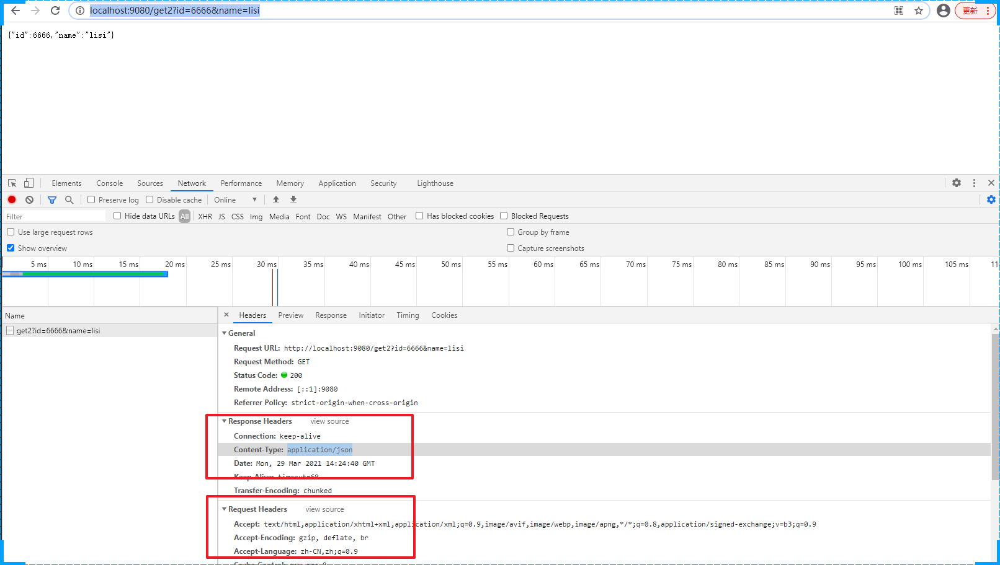 localhost:9080/get2?id=6666&name=lisi
更新
{"id":6666,"name":"lisi"}
Elements Console Sources Network Performance Memory Application Security Lighthouse
Preserve log Disable cache Online
Filter Hide data URLs All XHR JS CSS Img Media Font Doc WS Manifest Other Has blocked cookies Blocked Requests
Use large request rows Group by frame
Show overview Capture screenshots
5 ms 10 ms 15 ms 20 ms 25 ms 30 ms 35 ms 40 ms 45 ms 50 ms 55 ms 60 ms 65 ms 70 ms 75 ms 80 ms 85 ms 90 ms 95 ms 100 ms 105 ms
Name
get2?id=6666&name=lisi
Headers Preview Response Initiator Timing Cookies
General
Request URL: http://localhost:9080/get2?id=6666&name=lisi
Request Method: GET
Status Code: 200
Remote Address: [::1]:9080
Referrer Policy: strict-origin-when-cross-origin
Response Headers view source
Connection: keep-alive
Content-Type: application/json
Date: Mon, 29 Mar 2021 14:24:40 GMT
Keep-Alive: timeout=60
Transfer-Encoding: chunked
Request Headers view source
Accept: text/html,application/xhtml+xml,application/xml;q=0.9,image/avif,image/webp,image/apng,*/*;q=0.8,application/signed-exchange;v=b3;q=0.9
Accept-Encoding: gzip, deflate, br
Accept-Language: zh-CN,zh;q=0.9